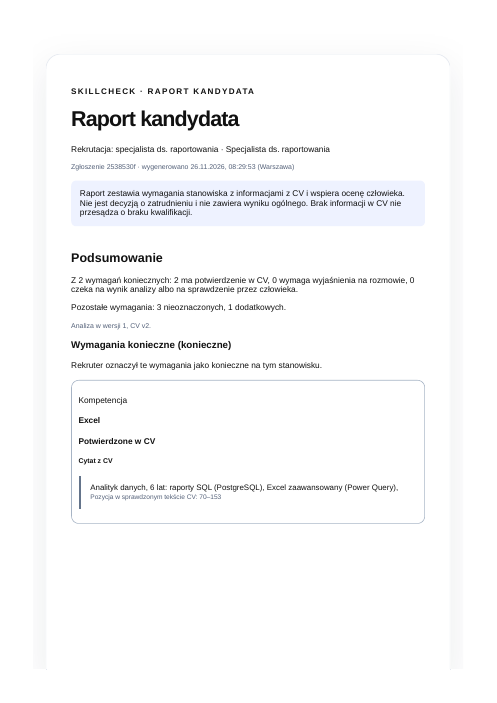 SKILLCHECK · RAPORT KANDYDATA
Raport kandydata
Rekrutacja: specjalista ds. raportowania · Specjalista ds. raportowania
Zgłoszenie 2538530f · wygenerowano 26.11.2026, 08:29:53 (Warszawa)
Raport zestawia wymagania stanowiska z informacjami z CV i wspiera ocenę człowieka.
Nie jest decyzją o zatrudnieniu i nie zawiera wyniku ogólnego. Brak informacji w CV nie
przesądza o braku kwalifikacji.
Podsumowanie
Z 2 wymagań koniecznych: 2 ma potwierdzenie w CV, 0 wymaga wyjaśnienia na rozmowie, 0
czeka na wynik analizy albo na sprawdzenie przez człowieka.
Pozostałe wymagania: 3 nieoznaczonych, 1 dodatkowych.
Analiza w wersji 1, CV v2.
Wymagania konieczne (konieczne)
Rekruter oznaczył te wymagania jako konieczne na tym stanowisku.
Kompetencja
Excel
Potwierdzone w CV
Cytat z CV
Analityk danych, 6 lat: raporty SQL (PostgreSQL), Excel zaawansowany (Power Query),
Pozycja w sprawdzonym tekście CV: 70–153